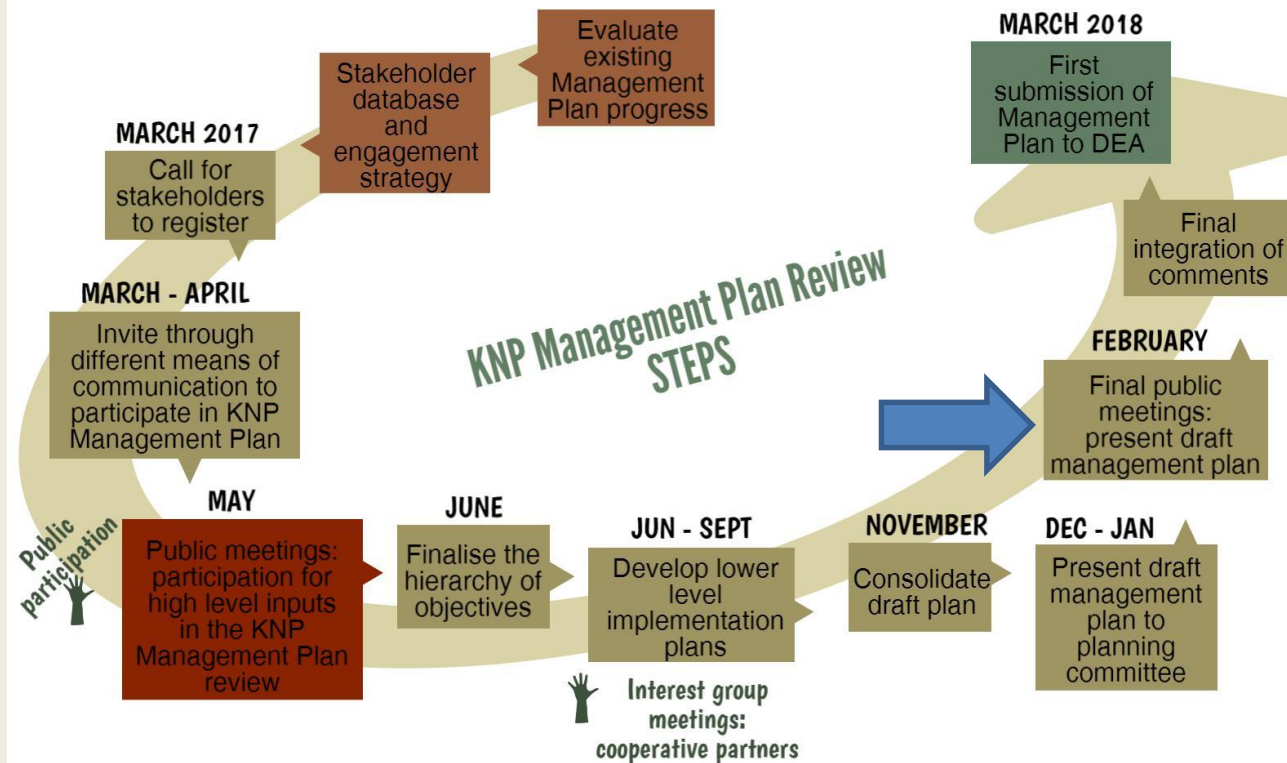 Evaluate
existing
Management
Plan progress
Stakeholder
database
and
engagement
strategy
MARCH 2017
Call for
stakeholders
to register
MARCH - APRIL
Invite through
different means of
communication to
participate in KNP
Management Plan
Public
participation
MAY
Public meetings:
participation for
high level inputs
in the KNP
Management Plan
review
JUNE
Finalise the
hierarchy of
objectives
JUN - SEPT
Develop lower
level
implementation
plans
Interest group
meetings:
cooperative partners
NOVEMBER
Consolidate
draft plan
DEC - JAN
Present draft
management
plan to
planning
committee
FEBRUARY
Final public
meetings:
present draft
management plan
Final
integration of
comments
MARCH 2018
First
submission of
Management
Plan to DEA
KNP Management Plan Review
STEPS